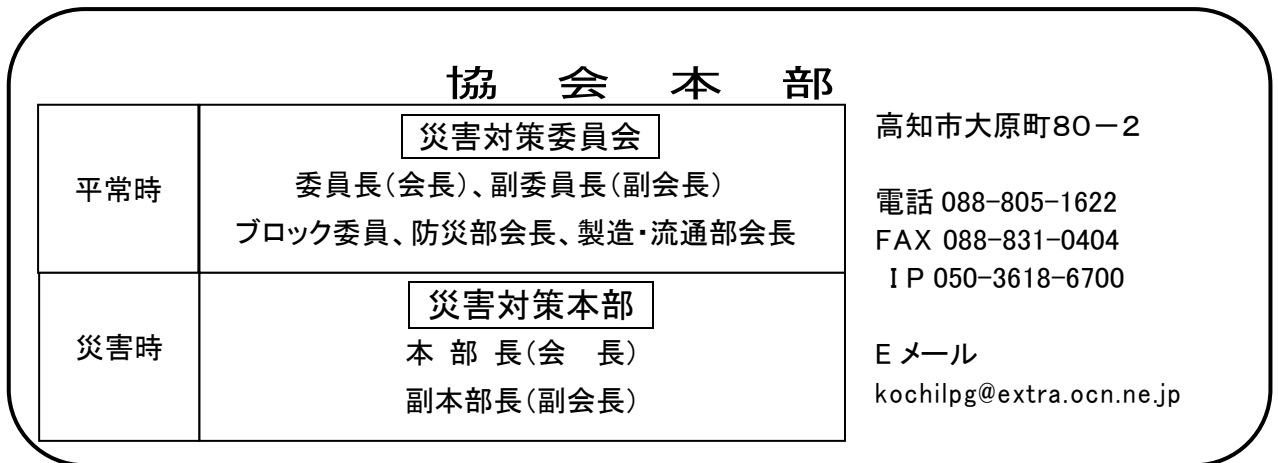 協会本部
平常時
災害対策委員会
委員長(会長)、副委員長(副会長)
ブロック委員、防災部会長、製造・流通部会長
災害時
災害対策本部
本 部 長(会　長)
副本部長(副会長)
高知市大原町80-2
電話 088-805-1622
FAX 088-831-0404
IP 050-3618-6700
E メール
kochilpg@extra.ocn.ne.jp